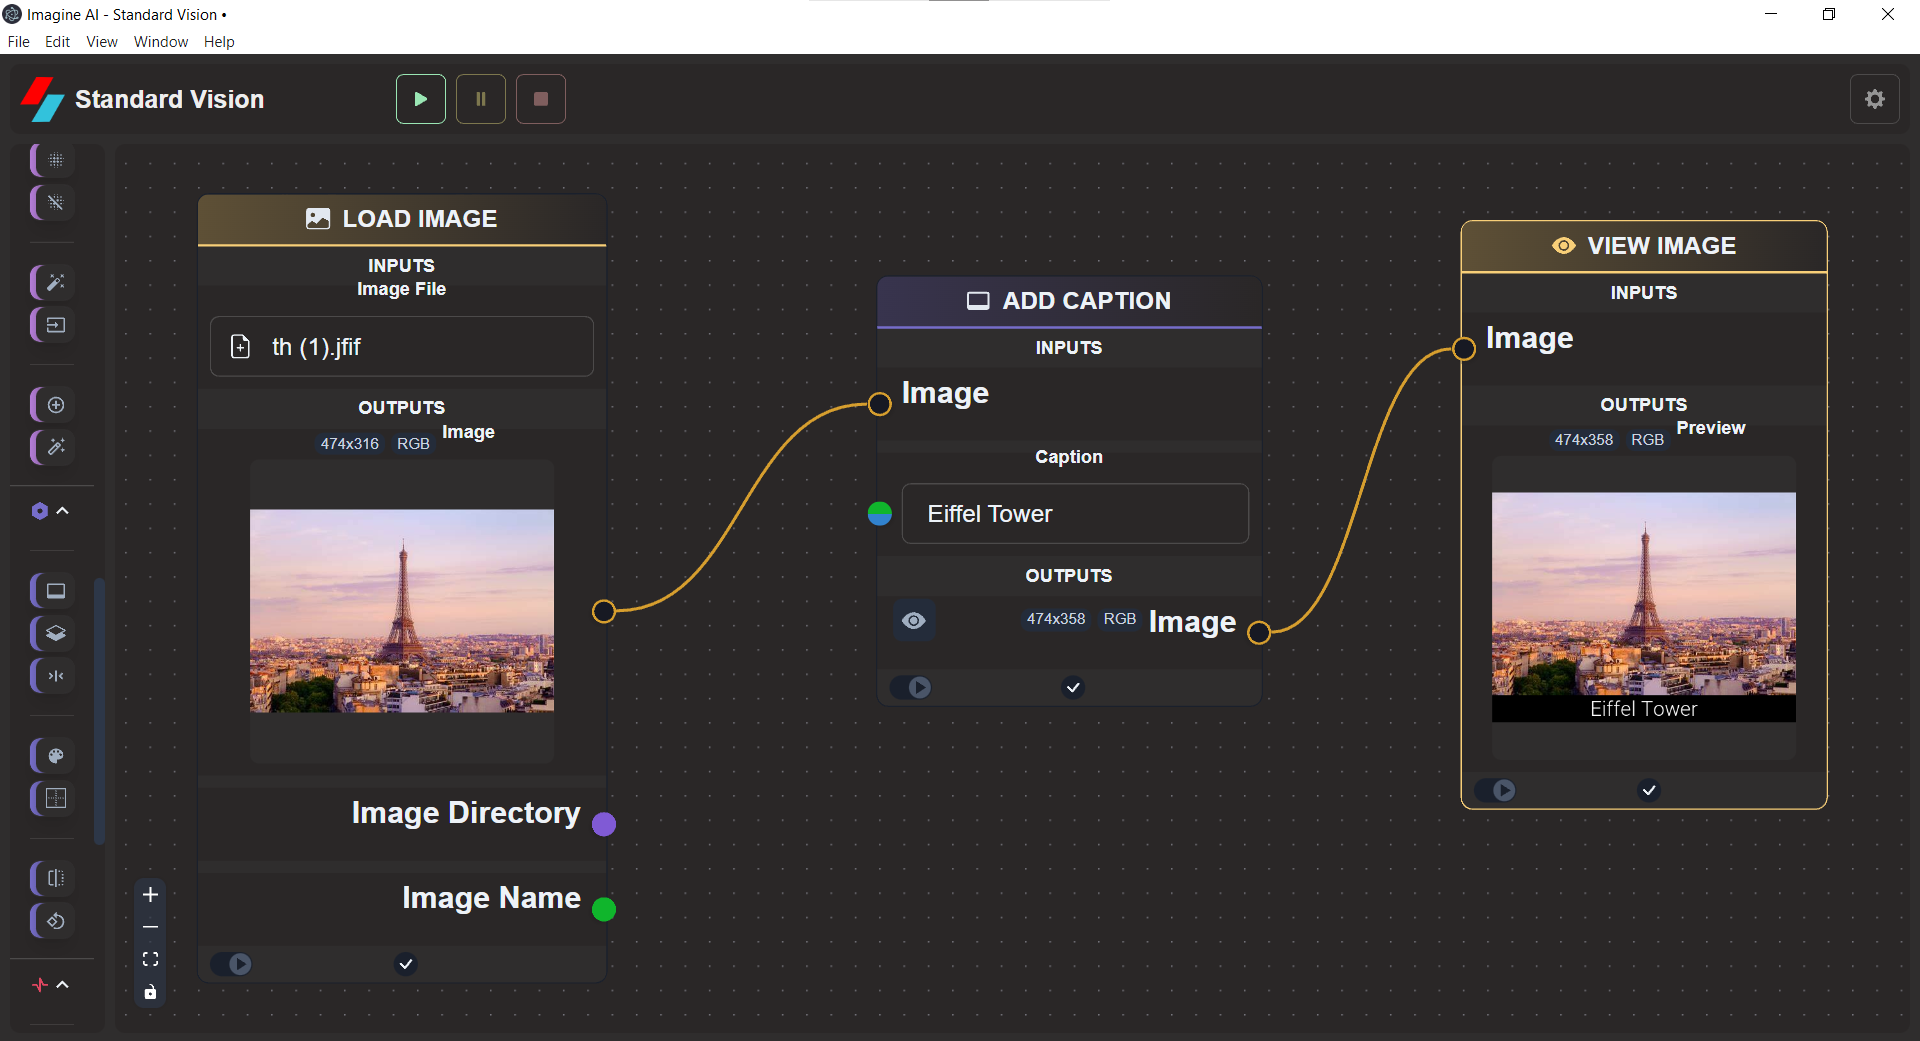 Imagine AI - Standard Vision •
File Edit View Window Help
Standard Vision
LOAD IMAGE
INPUTS
Image File
th (1).jfif
OUTPUTS
Image
474x316 RGB
Image Directory
Image Name
ADD CAPTION
INPUTS
Image
Caption
Eiffel Tower
OUTPUTS
474x358 RGB Image
VIEW IMAGE
INPUTS
Image
OUTPUTS
Preview
474x358 RGB
Eiffel Tower